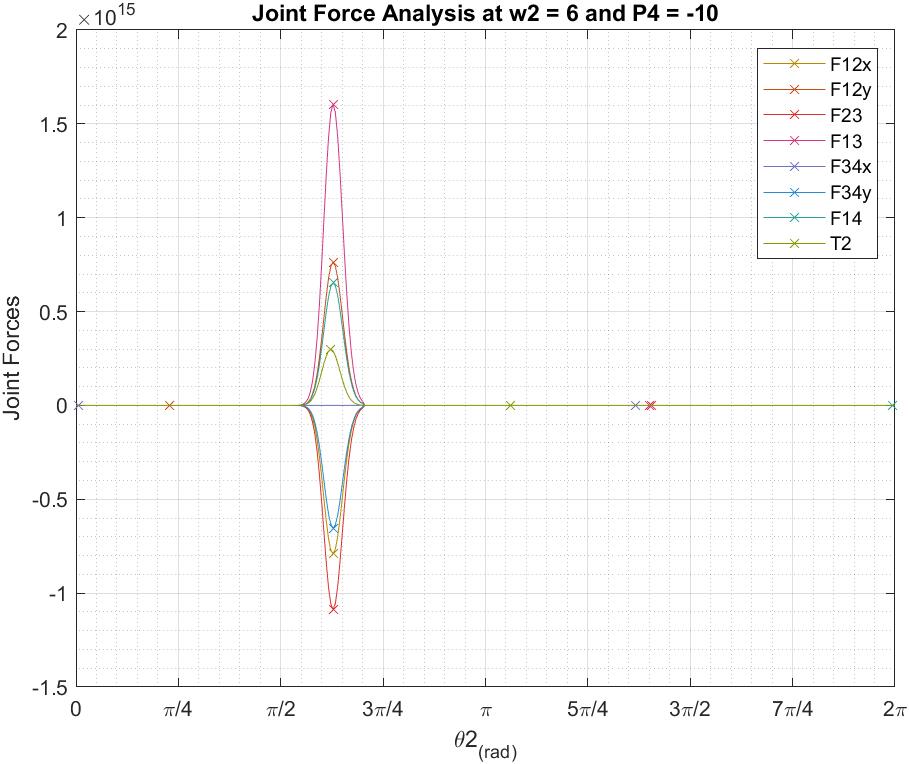 Joint Force Analysis at w2 = 6 and P4 = -10
×10^15
2
1.5
1
0.5
0
-0.5
-1
-1.5
Joint Forces
F12x
F12y
F23
F13
F34x
F34y
F14
T2
0 π/4 π/2 3π/4 π 5π/4 3π/2 7π/4 2π
θ2(rad)